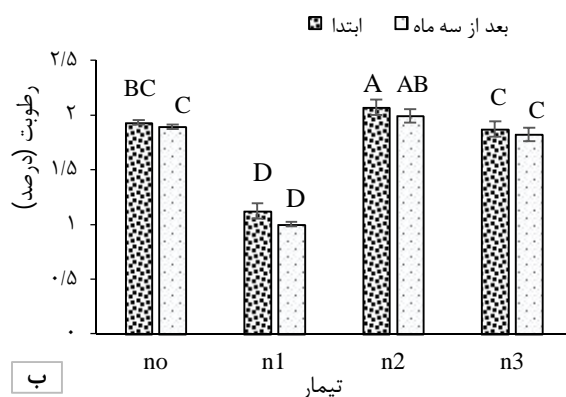 ابتدا بعد از سه ماه
رطوبت (درصد)
۲/۵
۲
۱/۵
۱
۰/۵
۰
BC C D D A AB C C
no n1 n2 n3
تیمار
ب